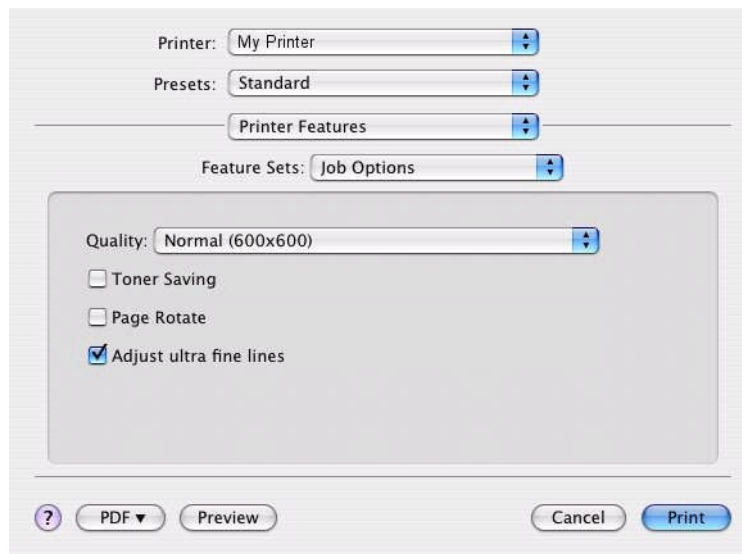 Printer: My Printer
Presets: Standard
Printer Features
Feature Sets: Job Options
Quality: Normal (600x600)
Toner Saving
Page Rotate
Adjust ultra fine lines
? PDF ▼ Preview Cancel Print